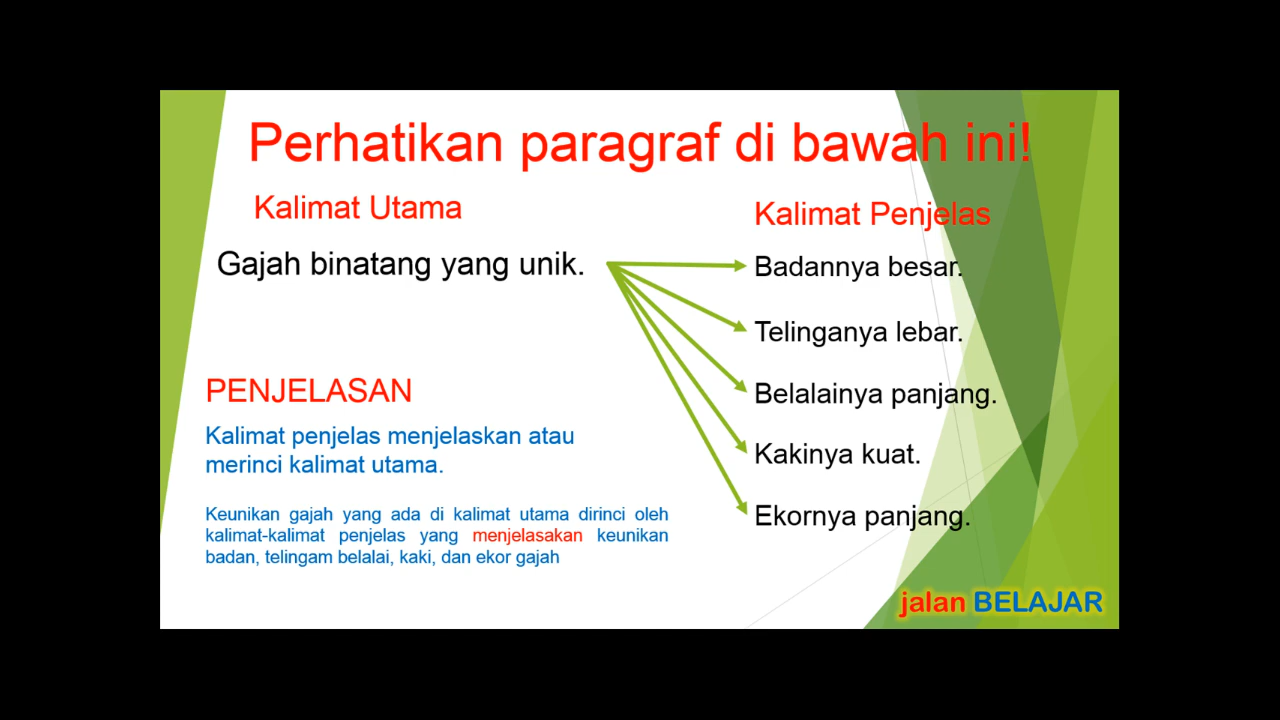 Perhatikan paragraf di bawah ini!
Kalimat Utama
Gajah binatang yang unik.
Kalimat Penjelas
Badannya besar.
Telinganya lebar.
Belalainya panjang.
Kakinya kuat.
Ekornya panjang.
PENJELASAN
Kalimat penjelas menjelaskan atau
merinci kalimat utama.
Keunikan gajah yang ada di kalimat utama dirinci oleh
kalimat-kalimat penjelas yang menjelasakan keunikan
badan, telingam belalai, kaki, dan ekor gajah
jalan BELAJAR